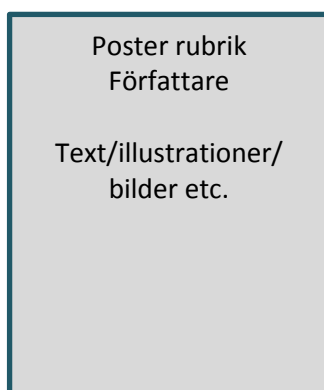 Poster rubrik
Författare
Text/illustrationer/
bilder etc.